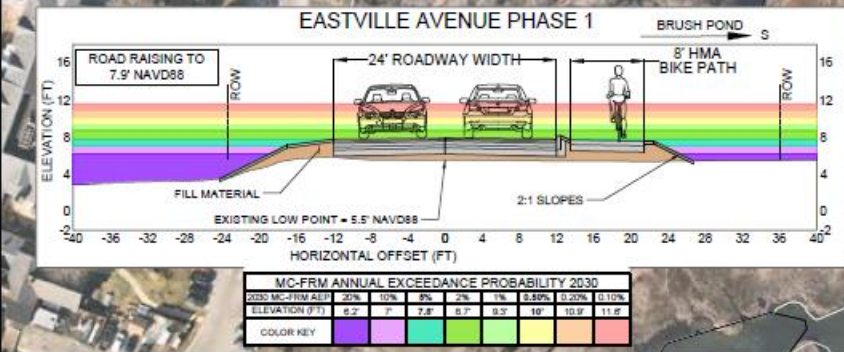 EASTVILLE AVENUE PHASE 1
BRUSH POND
S
ROAD RAISING TO
7.9' NAVD88
ROW
24' ROADWAY WIDTH
8' HMA
BIKE PATH
ROW
ELEVATION (FT)
16
12
8
4
0
-2
16
12
8
4
0
-2
FILL MATERIAL
2:1 SLOPES
EXISTING LOW POINT = 5.5' NAVD88
-40 -32 -28 -24 -20 -16 -12 -8 -4 0 4 8 12 16 20 24 28 32 36 40
HORIZONTAL OFFSET (FT)
MC-FRM ANNUAL EXCEEDANCE PROBABILITY 2030
2030 MC-FRM AEP 20% 10% 5% 2% 1% 0.50% 0.20% 0.10%
ELEVATION (FT) 6.2' 7' 7.8' 8.7' 9.3' 10' 10.9' 11.6'
COLOR KEY